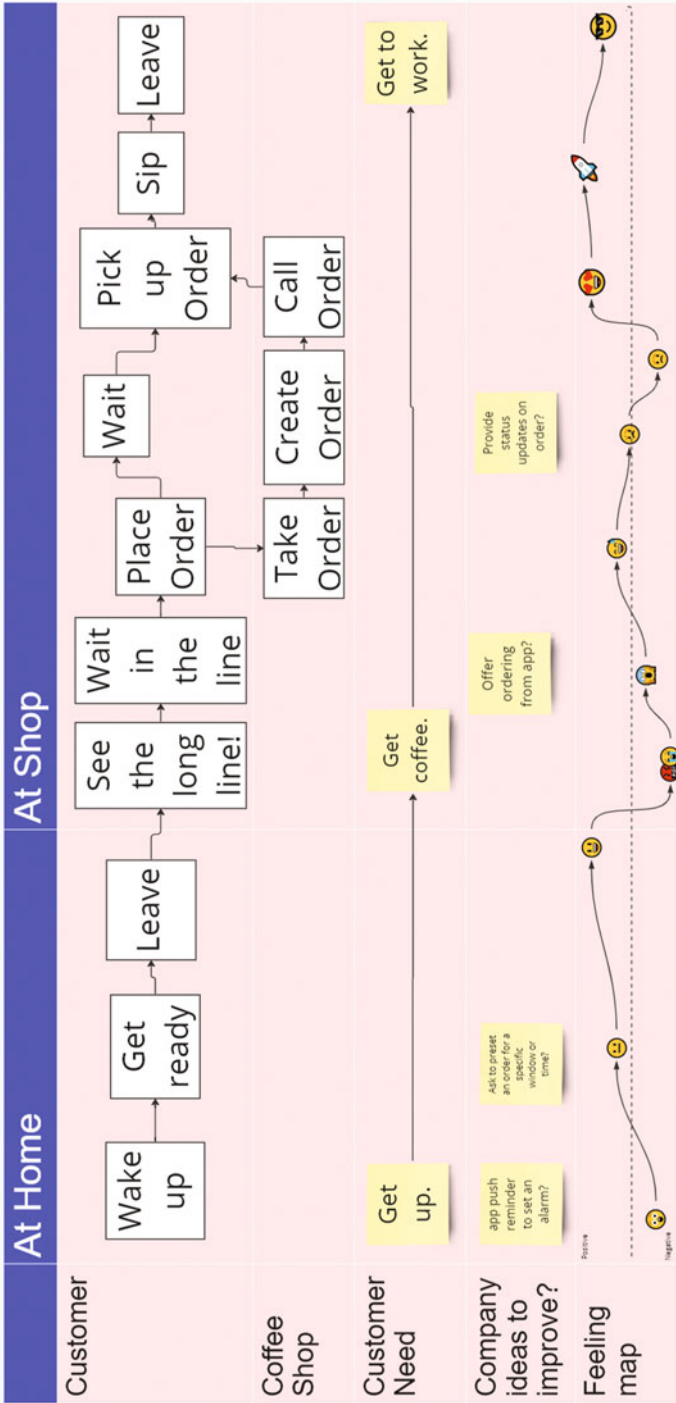 At Home
At Shop
Customer
Wake
up
Get
ready
Leave
See
the
long
line!
Wait
in
the
line
Place
Order
Wait
Pick
up
Order
Sip
Leave
Coffee
Shop
Take
Order
Create
Order
Call
Order
Customer
Need
Get
up.
Get
coffee.
Get to
work.
Company
ideas to
improve?
app push
reminder
to set an
alarm?
Ask to preset
an order for a
specific
window or
time?
Offer
ordering
from app?
Provide
status
updates on
order?
Feeling
map
Positive
Negative